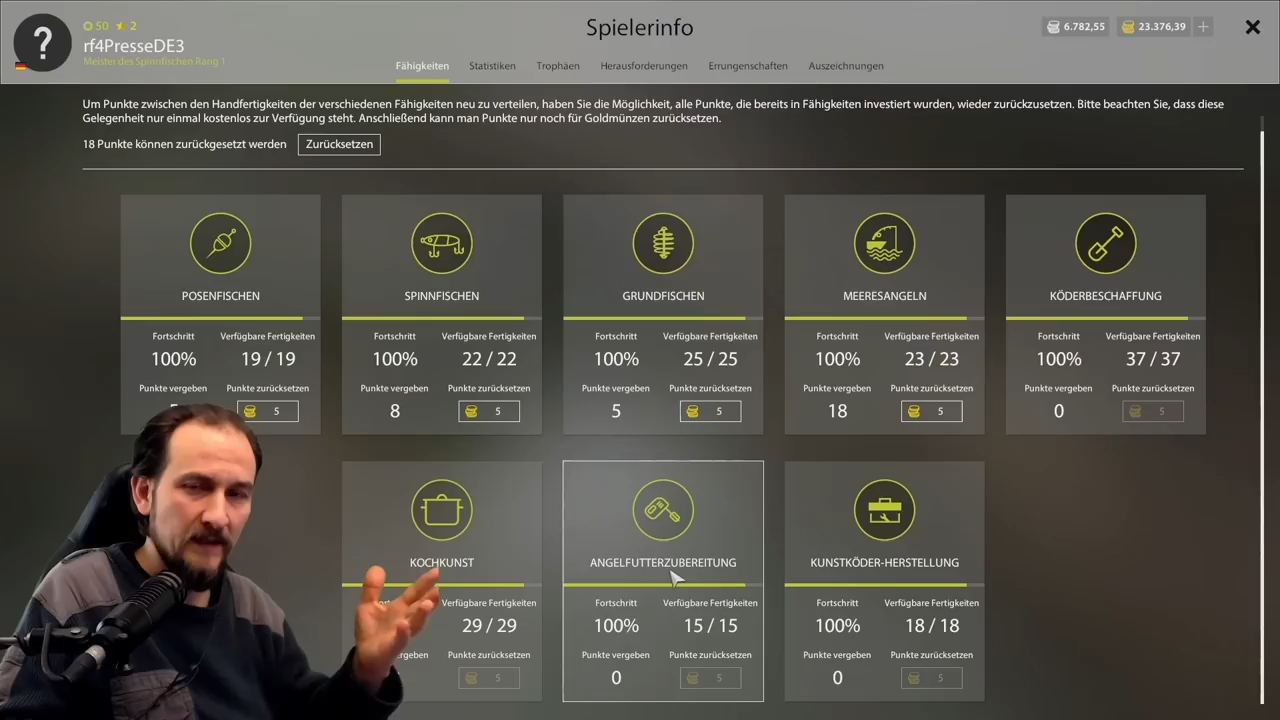 50 2
rf4PresseDE3
Meister des Spinnfischen Rang 1
Spielerinfo
6.782,55 23.376,39 +
Fähigkeiten Statistiken Trophäen Herausforderungen Errungenschaften Auszeichnungen
Um Punkte zwischen den Handfertigkeiten der verschiedenen Fähigkeiten neu zu verteilen, haben Sie die Möglichkeit, alle Punkte, die bereits in Fähigkeiten investiert wurden, wieder zurückzusetzen. Bitte beachten Sie, dass diese
Gelegenheit nur einmal kostenlos zur Verfügung steht. Anschließend kann man Punkte nur noch für Goldmünzen zurücksetzen.
18 Punkte können zurückgesetzt werden Zurücksetzen
POSENFISCHEN SPINNFISCHEN GRUNDFISCHEN MEERESANGELN KÖDERBESCHAFFUNG
Fortschritt Verfügbare Fertigkeiten Fortschritt Verfügbare Fertigkeiten Fortschritt Verfügbare Fertigkeiten Fortschritt Verfügbare Fertigkeiten Fortschritt Verfügbare Fertigkeiten
100% 19 / 19 100% 22 / 22 100% 25 / 25 100% 23 / 23 100% 37 / 37
Punkte vergeben Punkte zurücksetzen Punkte vergeben Punkte zurücksetzen Punkte vergeben Punkte zurücksetzen Punkte vergeben Punkte zurücksetzen Punkte vergeben Punkte zurücksetzen
5 8 5 5 5 18 5 0 5
KOCHKUNST ANGELFUTTERZUBEREITUNG KUNSTKÖDER-HERSTELLUNG
Verfügbare Fertigkeiten Fortschritt Verfügbare Fertigkeiten Fortschritt Verfügbare Fertigkeiten
29 / 29 100% 15 / 15 100% 18 / 18
Punkte zurücksetzen Punkte vergeben Punkte zurücksetzen Punkte vergeben Punkte zurücksetzen
5 0 5 0 5